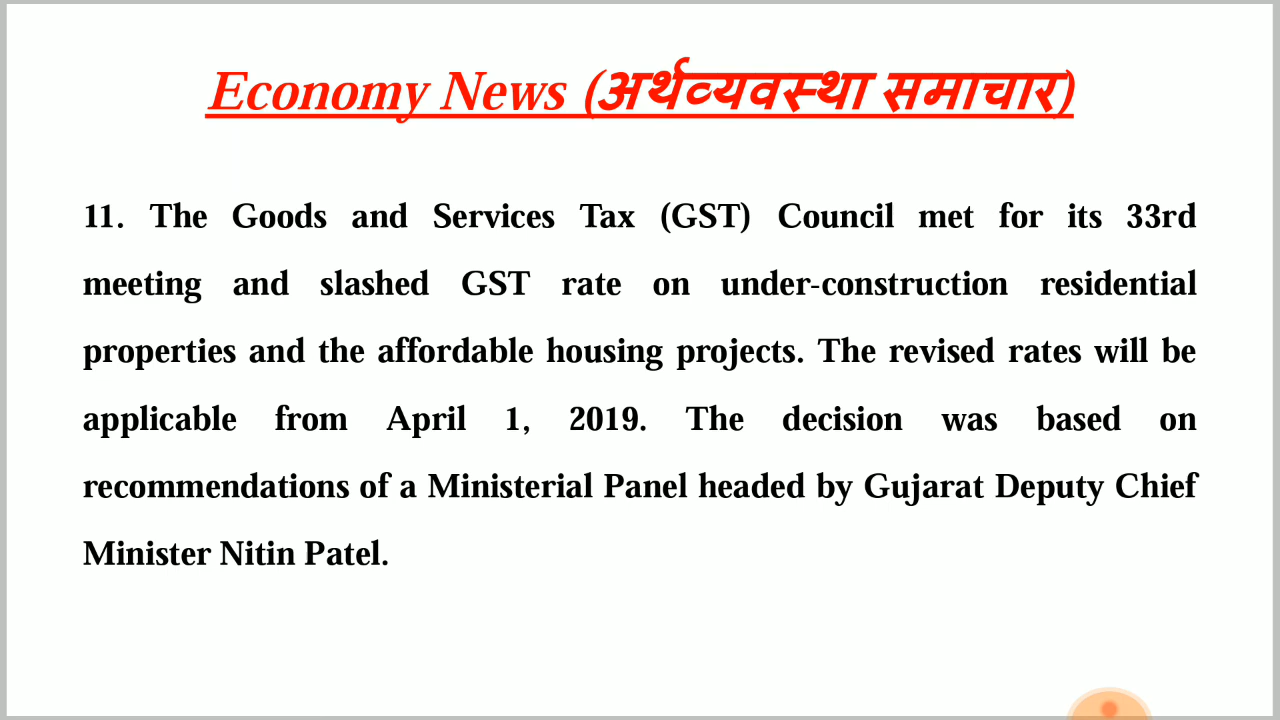 Economy News (अर्थव्यवस्था समाचार)
11. The Goods and Services Tax (GST) Council met for its 33rd
meeting and slashed GST rate on under-construction residential
properties and the affordable housing projects. The revised rates will be
applicable from April 1, 2019. The decision was based on
recommendations of a Ministerial Panel headed by Gujarat Deputy Chief
Minister Nitin Patel.